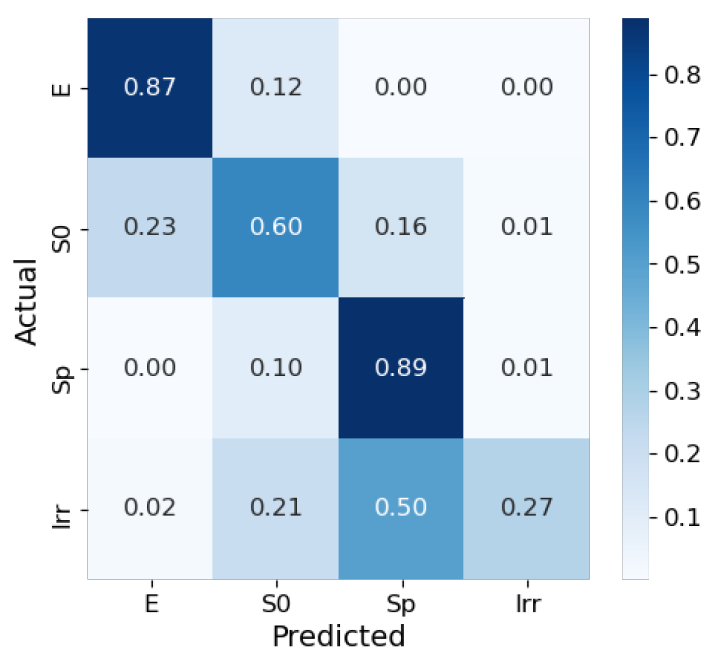 E 0.87 0.12 0.00 0.00
S0 0.23 0.60 0.16 0.01
Sp 0.00 0.10 0.89 0.01
Irr 0.02 0.21 0.50 0.27
E S0 Sp Irr
Actual
Predicted
0.8
0.7
0.6
0.5
0.4
0.3
0.2
0.1